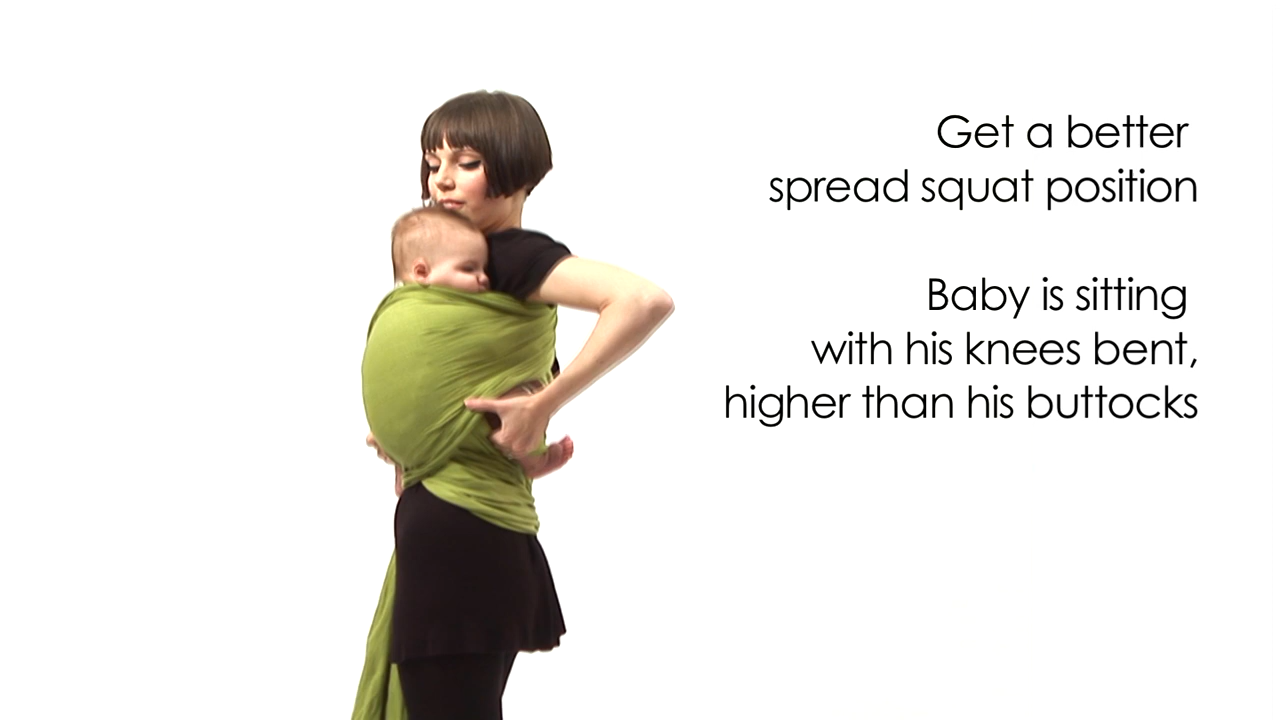 Get a better
spread squat position
Baby is sitting
with his knees bent,
higher than his buttocks